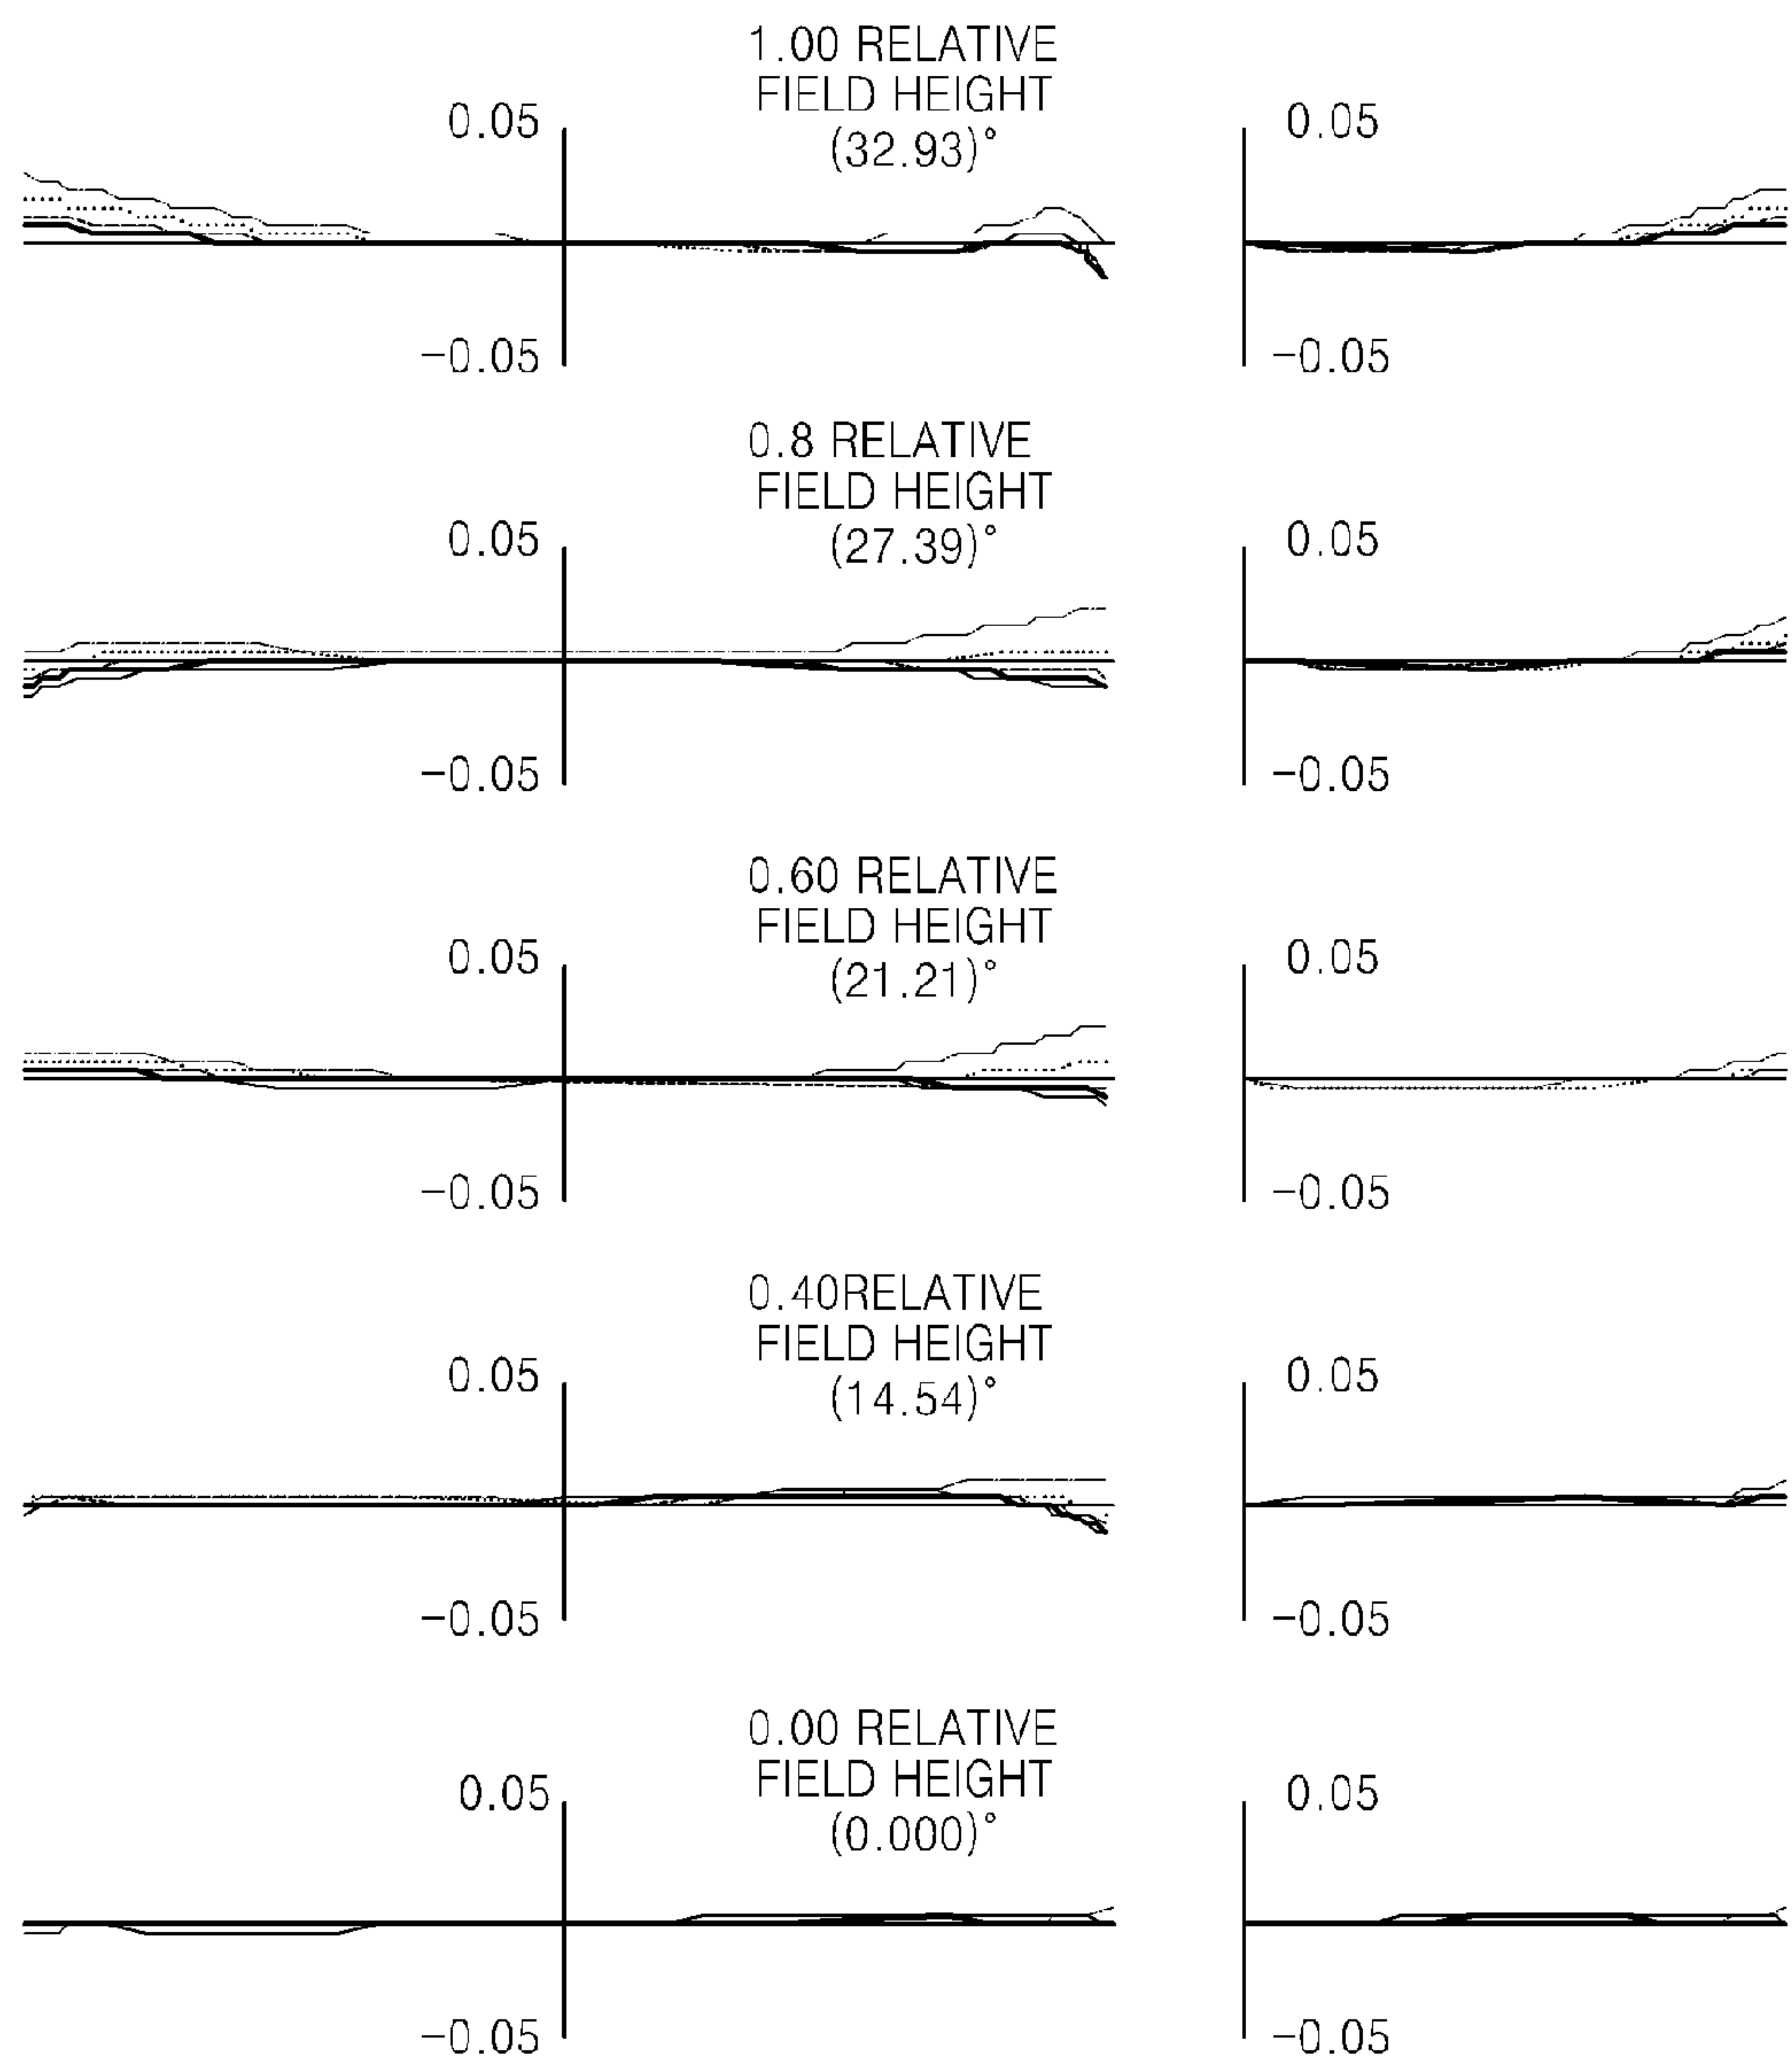 1.00 RELATIVE
FIELD HEIGHT
(32.93)°
0.05
0.05
-0.05
-0.05
0.8 RELATIVE
FIELD HEIGHT
(27.39)°
0.05
0.05
-0.05
-0.05
0.60 RELATIVE
FIELD HEIGHT
(21.21)°
0.05
0.05
-0.05
-0.05
0.40RELATIVE
FIELD HEIGHT
(14.54)°
0.05
0.05
-0.05
-0.05
0.00 RELATIVE
FIELD HEIGHT
(0.000)°
0.05
0.05
-0.05
-0.05